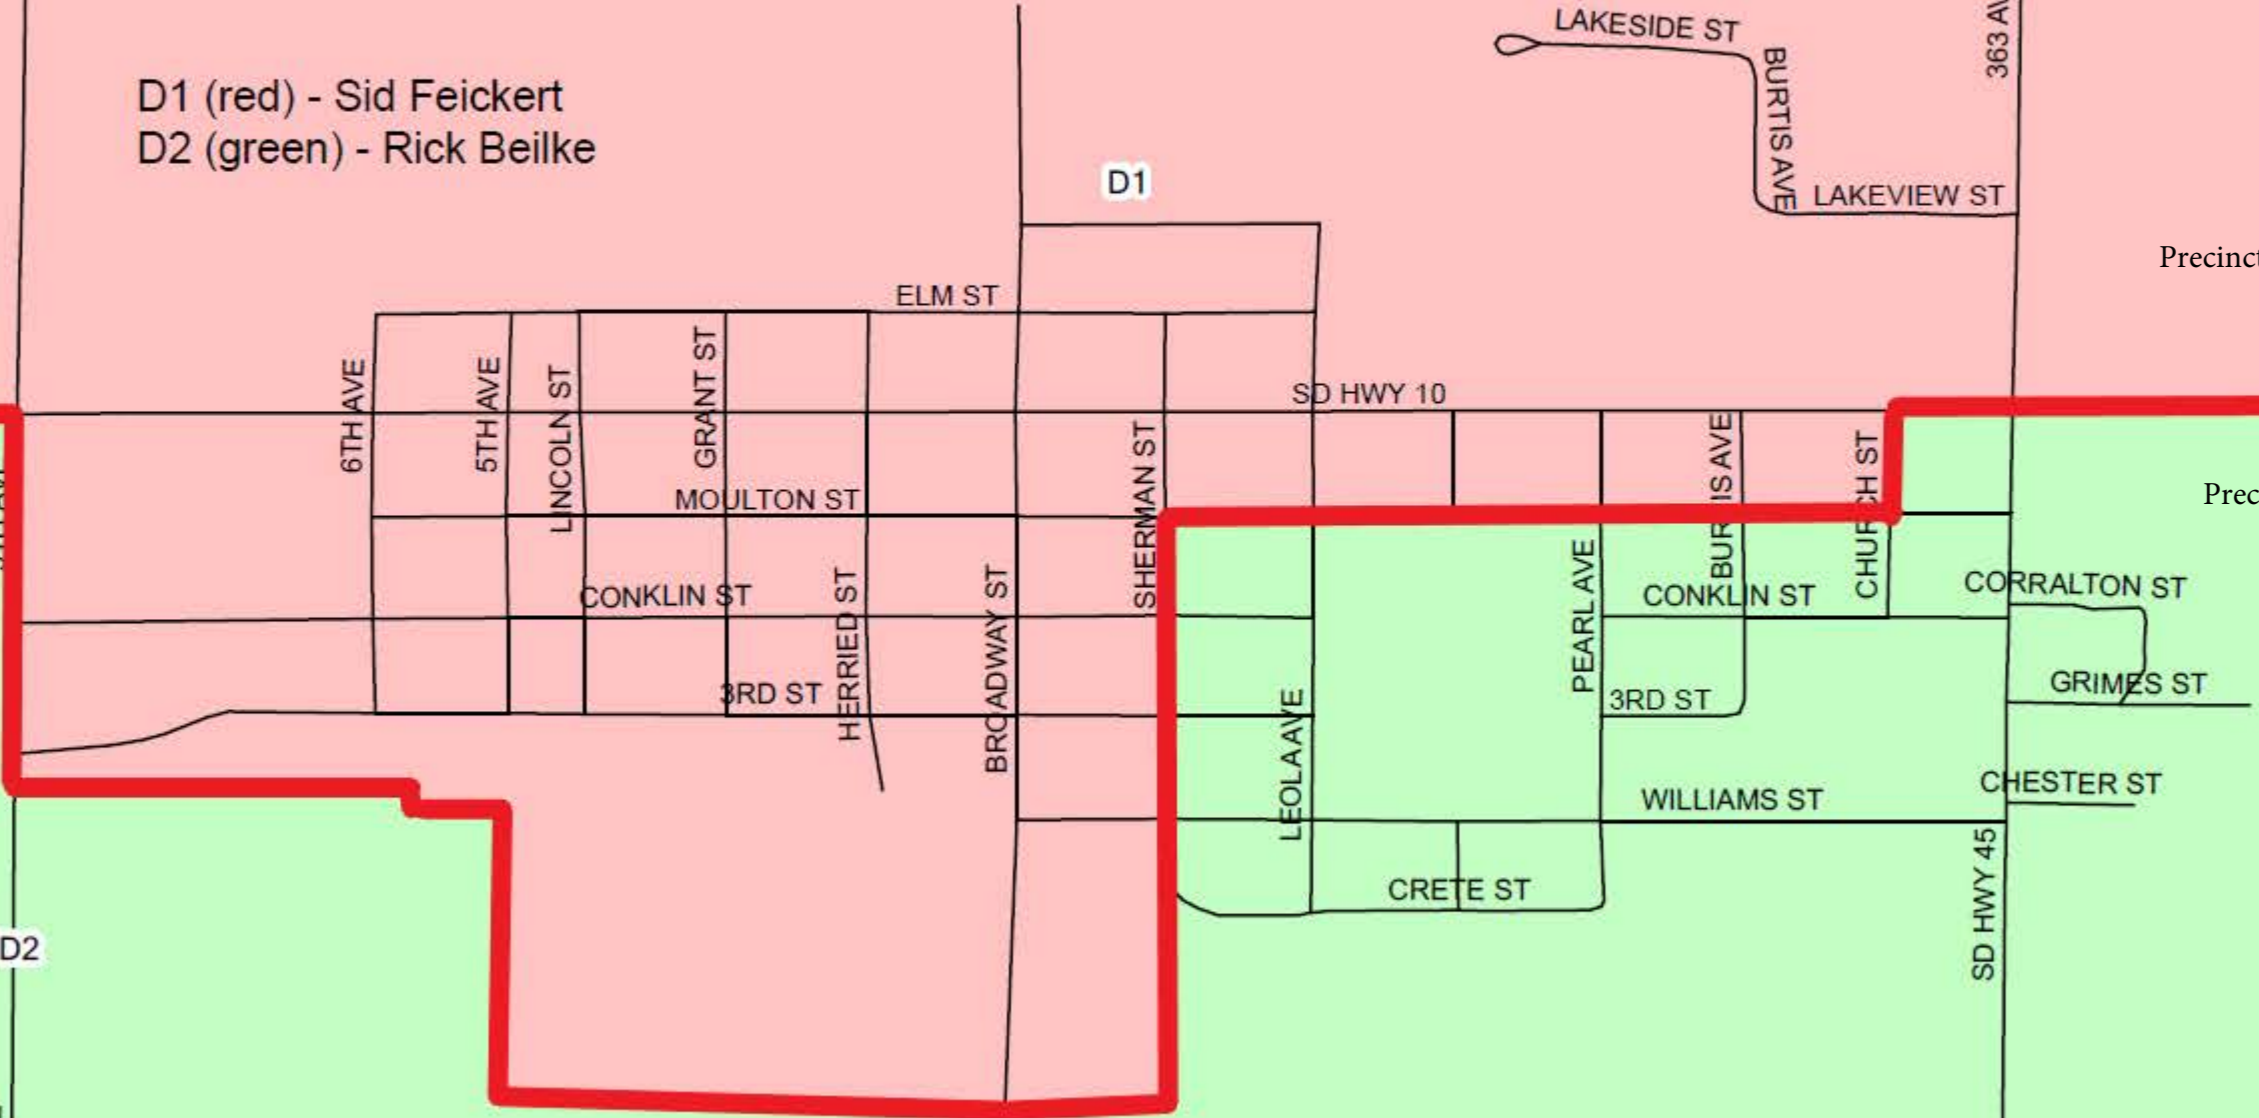 LAKESIDE ST
363 AV
BURTIS AVE
D1 (red) - Sid Feickert
D2 (green) - Rick Beilke
D1
LAKEVIEW ST
Precinct
ELM ST
SD HWY 10
6TH AVE
5TH AVE
LINCOLN ST
GRANT ST
MOULTON ST
SHERMAN ST
BURTIS AVE
CHURCH ST
Prec
CONKLIN ST
HERRIED ST
BROADWAY ST
PEARL AVE
CONKLIN ST
CORRALTON ST
3RD ST
LEOLA AVE
3RD ST
GRIMES ST
WILLIAMS ST
CHESTER ST
CRETE ST
SD HWY 45
D2